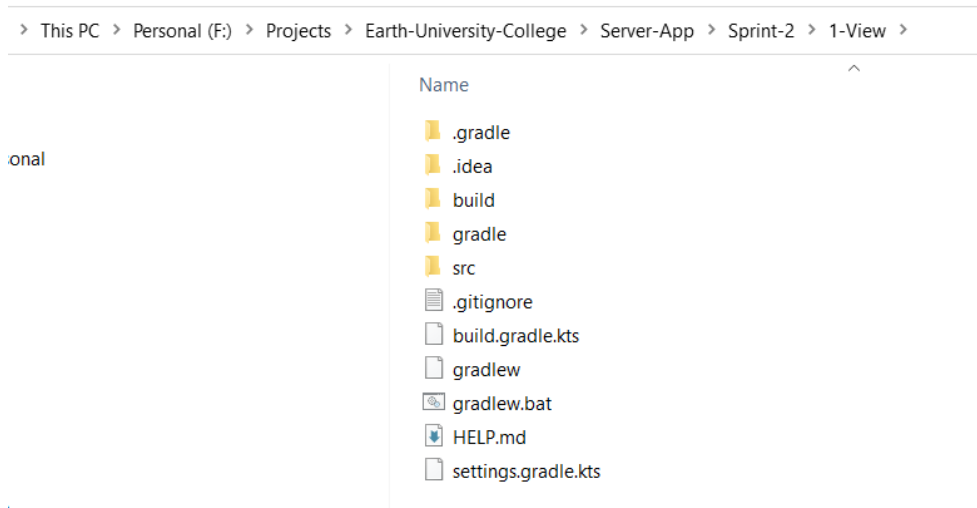 > This PC > Personal (F:) > Projects > Earth-University-College > Server-App > Sprint-2 > 1-View >
Name
.gradle
sonal
.idea
build
gradle
src
.gitignore
build.gradle.kts
gradlew
gradlew.bat
HELP.md
settings.gradle.kts